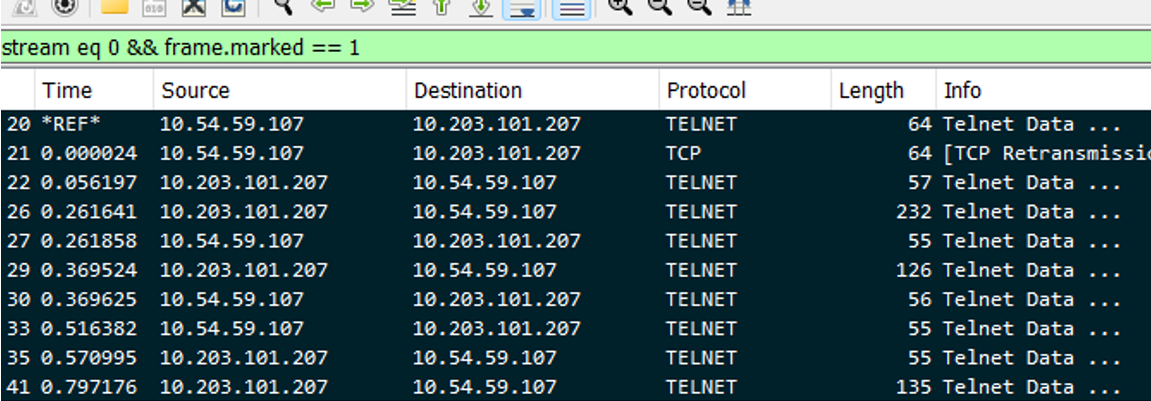 stream eq 0 && frame.marked == 1
Time Source Destination Protocol Length Info
20 *REF* 10.54.59.107 10.203.101.207 TELNET 64 Telnet Data ...
21 0.000024 10.54.59.107 10.203.101.207 TCP 64 [TCP Retransmissi
22 0.056197 10.203.101.207 10.54.59.107 TELNET 57 Telnet Data ...
26 0.261641 10.203.101.207 10.54.59.107 TELNET 232 Telnet Data ...
27 0.261858 10.54.59.107 10.203.101.207 TELNET 55 Telnet Data ...
29 0.369524 10.203.101.207 10.54.59.107 TELNET 126 Telnet Data ...
30 0.369625 10.54.59.107 10.203.101.207 TELNET 56 Telnet Data ...
33 0.516382 10.54.59.107 10.203.101.207 TELNET 55 Telnet Data ...
35 0.570995 10.203.101.207 10.54.59.107 TELNET 55 Telnet Data ...
41 0.797176 10.203.101.207 10.54.59.107 TELNET 135 Telnet Data ...